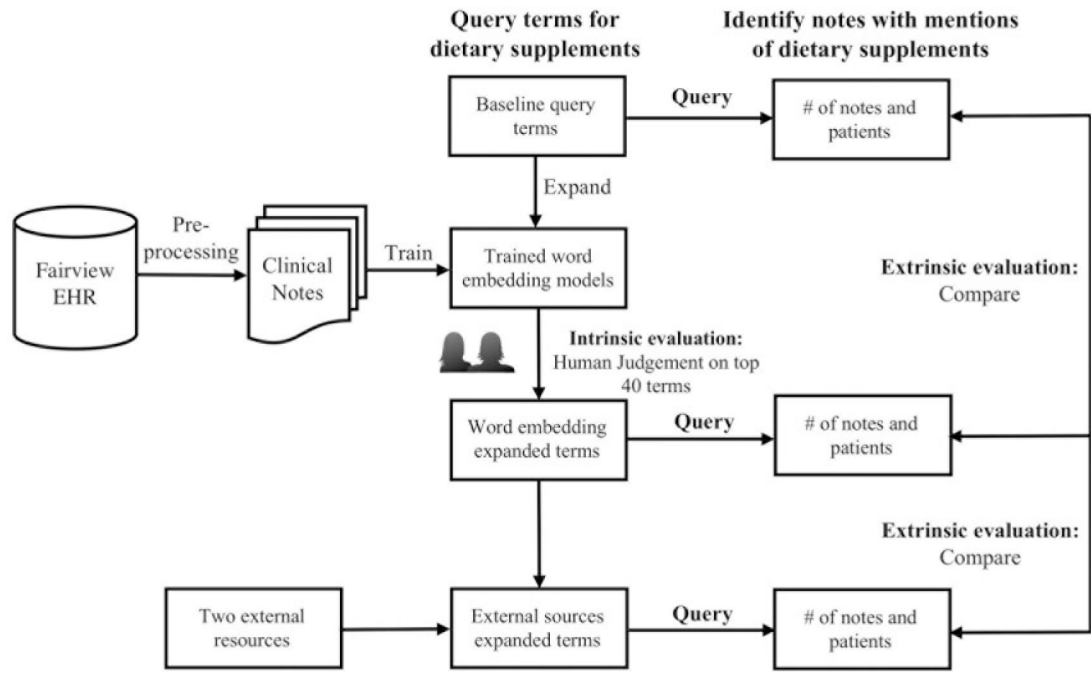 Query terms for
dietary supplements
Identify notes with mentions
of dietary supplements
Baseline query
terms
Query
# of notes and
patients
Expand
Fairview
EHR
Pre-
processing
Clinical
Notes
Train
Trained word
embedding models
Extrinsic evaluation:
Compare
Intrinsic evaluation:
Human Judgement on top
40 terms
Word embedding
expanded terms
Query
# of notes and
patients
Extrinsic evaluation:
Compare
Two external
resources
External sources
expanded terms
Query
# of notes and
patients